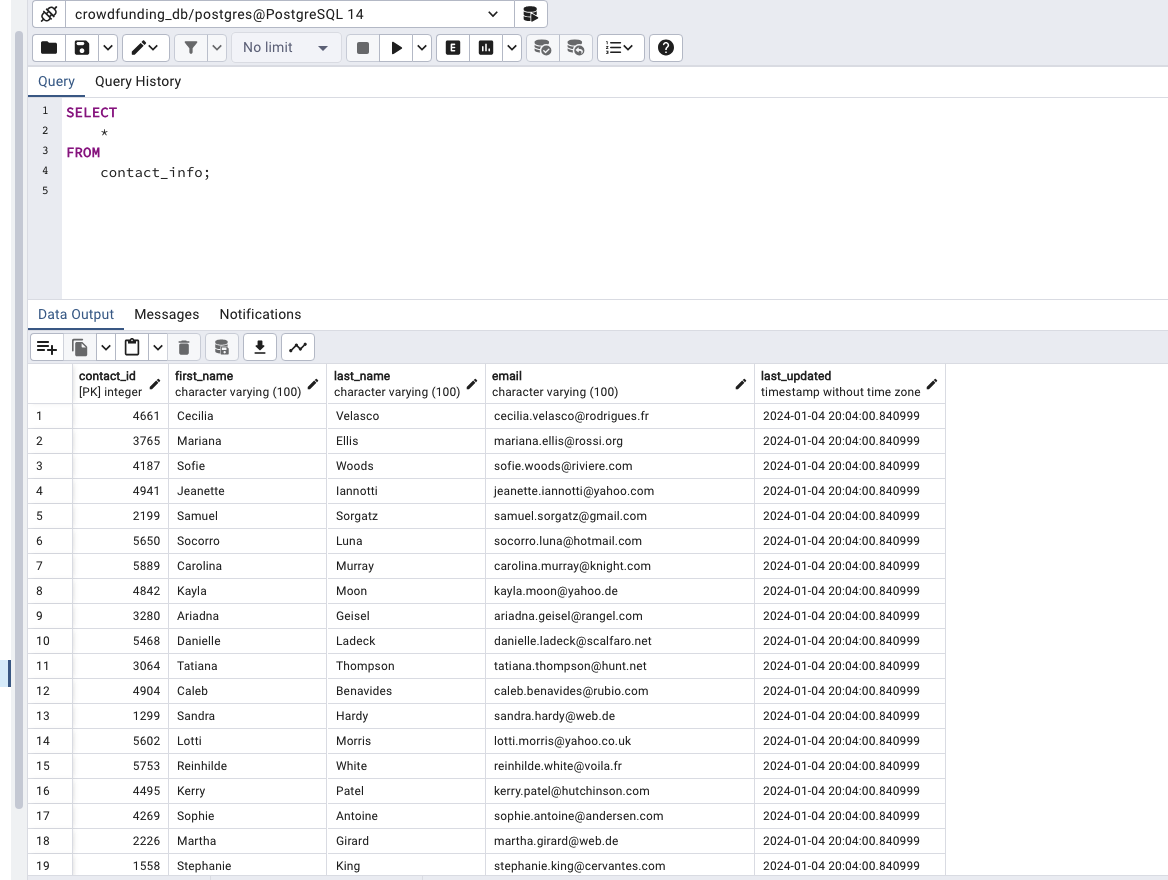 crowdfunding_db/postgres@PostgreSQL 14
No limit
E
Query Query History
1 SELECT
2 *
3 FROM
4 contact_info;
5
Data Output Messages Notifications
contact_id first_name last_name email last_updated
[PK] integer character varying (100) character varying (100) character varying (100) timestamp without time zone
1 4661 Cecilia Velasco cecilia.velasco@rodrigues.fr 2024-01-04 20:04:00.840999
2 3765 Mariana Ellis mariana.ellis@rossi.org 2024-01-04 20:04:00.840999
3 4187 Sofie Woods sofie.woods@riviere.com 2024-01-04 20:04:00.840999
4 4941 Jeanette Iannotti jeanette.iannotti@yahoo.com 2024-01-04 20:04:00.840999
5 2199 Samuel Sorgatz samuel.sorgatz@gmail.com 2024-01-04 20:04:00.840999
6 5650 Socorro Luna socorro.luna@hotmail.com 2024-01-04 20:04:00.840999
7 5889 Carolina Murray carolina.murray@knight.com 2024-01-04 20:04:00.840999
8 4842 Kayla Moon kayla.moon@yahoo.de 2024-01-04 20:04:00.840999
9 3280 Ariadna Geisel ariadna.geisel@rangel.com 2024-01-04 20:04:00.840999
10 5468 Danielle Ladeck danielle.ladeck@scalfaro.net 2024-01-04 20:04:00.840999
11 3064 Tatiana Thompson tatiana.thompson@hunt.net 2024-01-04 20:04:00.840999
12 4904 Caleb Benavides caleb.benavides@rubio.com 2024-01-04 20:04:00.840999
13 1299 Sandra Hardy sandra.hardy@web.de 2024-01-04 20:04:00.840999
14 5602 Lotti Morris lotti.morris@yahoo.co.uk 2024-01-04 20:04:00.840999
15 5753 Reinhilde White reinhilde.white@voila.fr 2024-01-04 20:04:00.840999
16 4495 Kerry Patel kerry.patel@hutchinson.com 2024-01-04 20:04:00.840999
17 4269 Sophie Antoine sophie.antoine@andersen.com 2024-01-04 20:04:00.840999
18 2226 Martha Girard martha.girard@web.de 2024-01-04 20:04:00.840999
19 1558 Stephanie King stephanie.king@cervantes.com 2024-01-04 20:04:00.840999